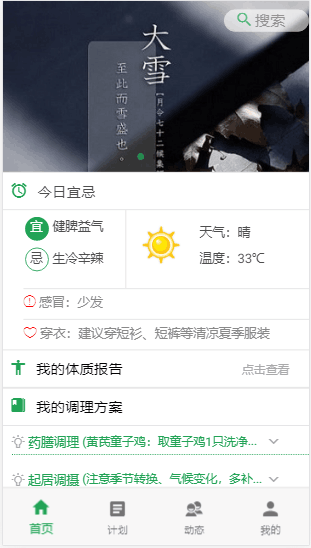 搜索
大雪
至此而雪盛也。
【月令七十二候集
今日宜忌
宜 健脾益气
忌 生冷辛辣
天气：晴
温度：33℃
感冒：少发
穿衣：建议穿短衫、短裤等清凉夏季服装
我的体质报告 点击查看
我的调理方案
药膳调理 (黄芪童子鸡：取童子鸡1只洗净...
起居调摄 (注意季节转换、气候变化，多补...
首页 计划 动态 我的